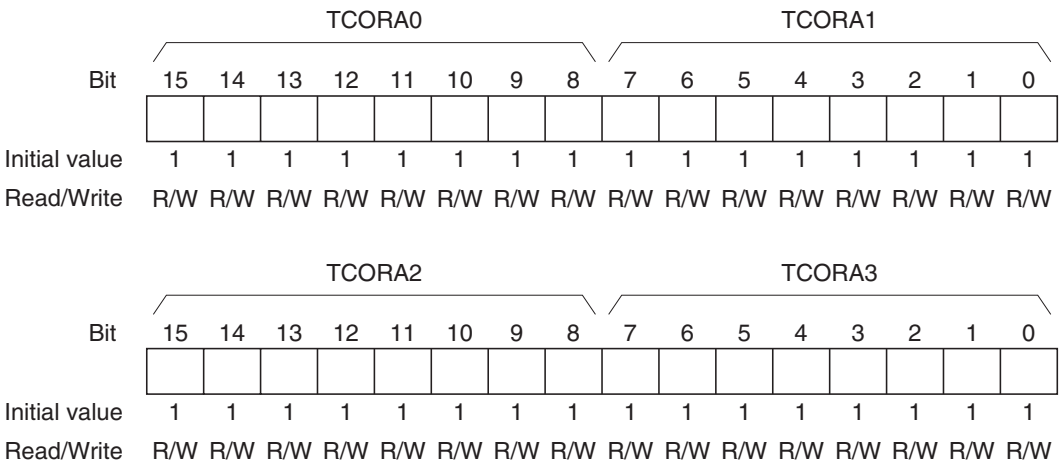 TCORA0 TCORA1
Bit 15 14 13 12 11 10 9 8 7 6 5 4 3 2 1 0
Initial value 1 1 1 1 1 1 1 1 1 1 1 1 1 1 1 1
Read/Write R/W R/W R/W R/W R/W R/W R/W R/W R/W R/W R/W R/W R/W R/W R/W R/W
TCORA2 TCORA3
Bit 15 14 13 12 11 10 9 8 7 6 5 4 3 2 1 0
Initial value 1 1 1 1 1 1 1 1 1 1 1 1 1 1 1 1
Read/Write R/W R/W R/W R/W R/W R/W R/W R/W R/W R/W R/W R/W R/W R/W R/W R/W